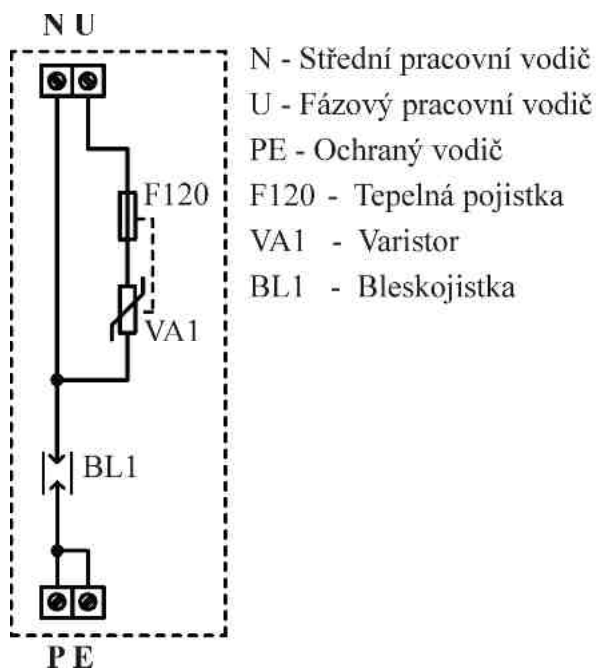 N U
N - Střední pracovní vodič
U - Fázový pracovní vodič
PE - Ochraný vodič
F120 - Tepelná pojistka
VA1 - Varistor
BL1 - Bleskojistka
F120
VA1
BL1
P E